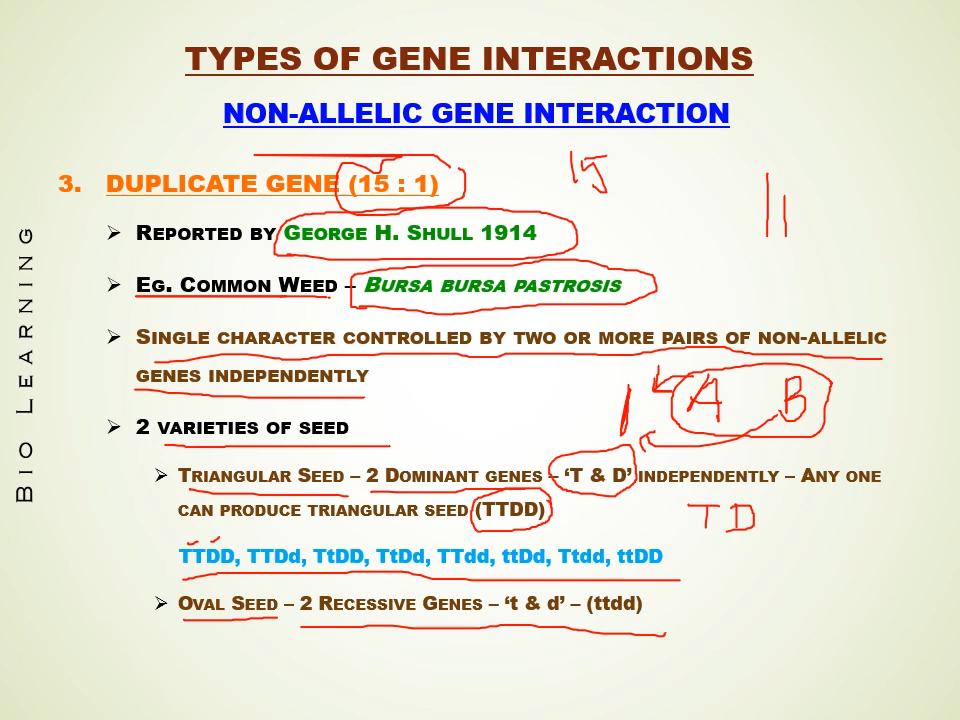 TYPES OF GENE INTERACTIONS
NON-ALLELIC GENE INTERACTION
3. DUPLICATE GENE (15 : 1)
15
➢ REPORTED BY GEORGE H. SHULL 1914
➢ EG. COMMON WEED – BURSA BURSA PASTROSIS
➢ SINGLE CHARACTER CONTROLLED BY TWO OR MORE PAIRS OF NON-ALLELIC
GENES INDEPENDENTLY
A B
➢ 2 VARIETIES OF SEED
➢ TRIANGULAR SEED – 2 DOMINANT GENES – ‘T & D’ INDEPENDENTLY – ANY ONE
CAN PRODUCE TRIANGULAR SEED (TTDD)
T D
TTDD, TTDd, TtDD, TtDd, TTdd, ttDd, Ttdd, ttDD
➢ OVAL SEED – 2 RECESSIVE GENES – ‘t & d’ – (ttdd)
BIO LEARNING